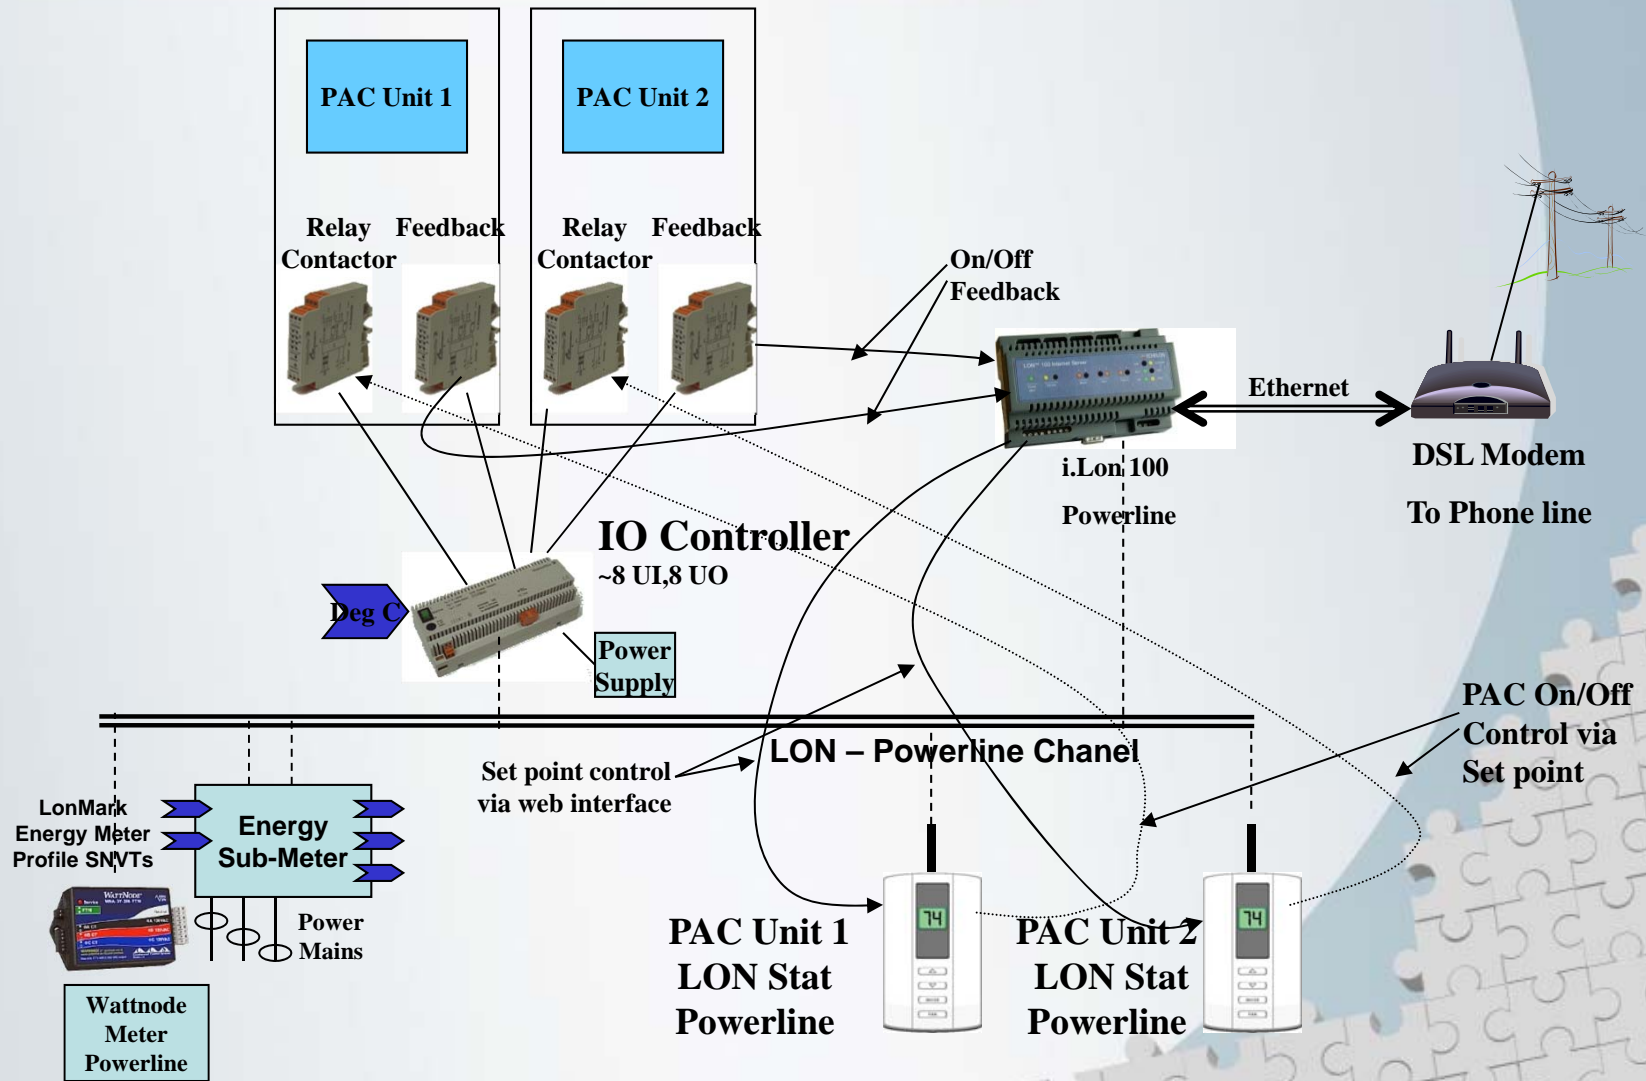 PAC Unit 1
PAC Unit 2
Relay
Contactor
Feedback
Relay
Contactor
Feedback
On/Off
Feedback
Ethernet
i.Lon 100
Powerline
DSL Modem
To Phone line
IO Controller
~8 UI,8 UO
Deg C
Power
Supply
LON – Powerline Chanel
Set point control
via web interface
PAC On/Off
Control via
Set point
LonMark
Energy Meter
Profile SNVTs
Energy
Sub-Meter
Power
Mains
WATTNODE
Wattnode
Meter
Powerline
PAC Unit 1
LON Stat
Powerline
74
PAC Unit 2
LON Stat
Powerline
74